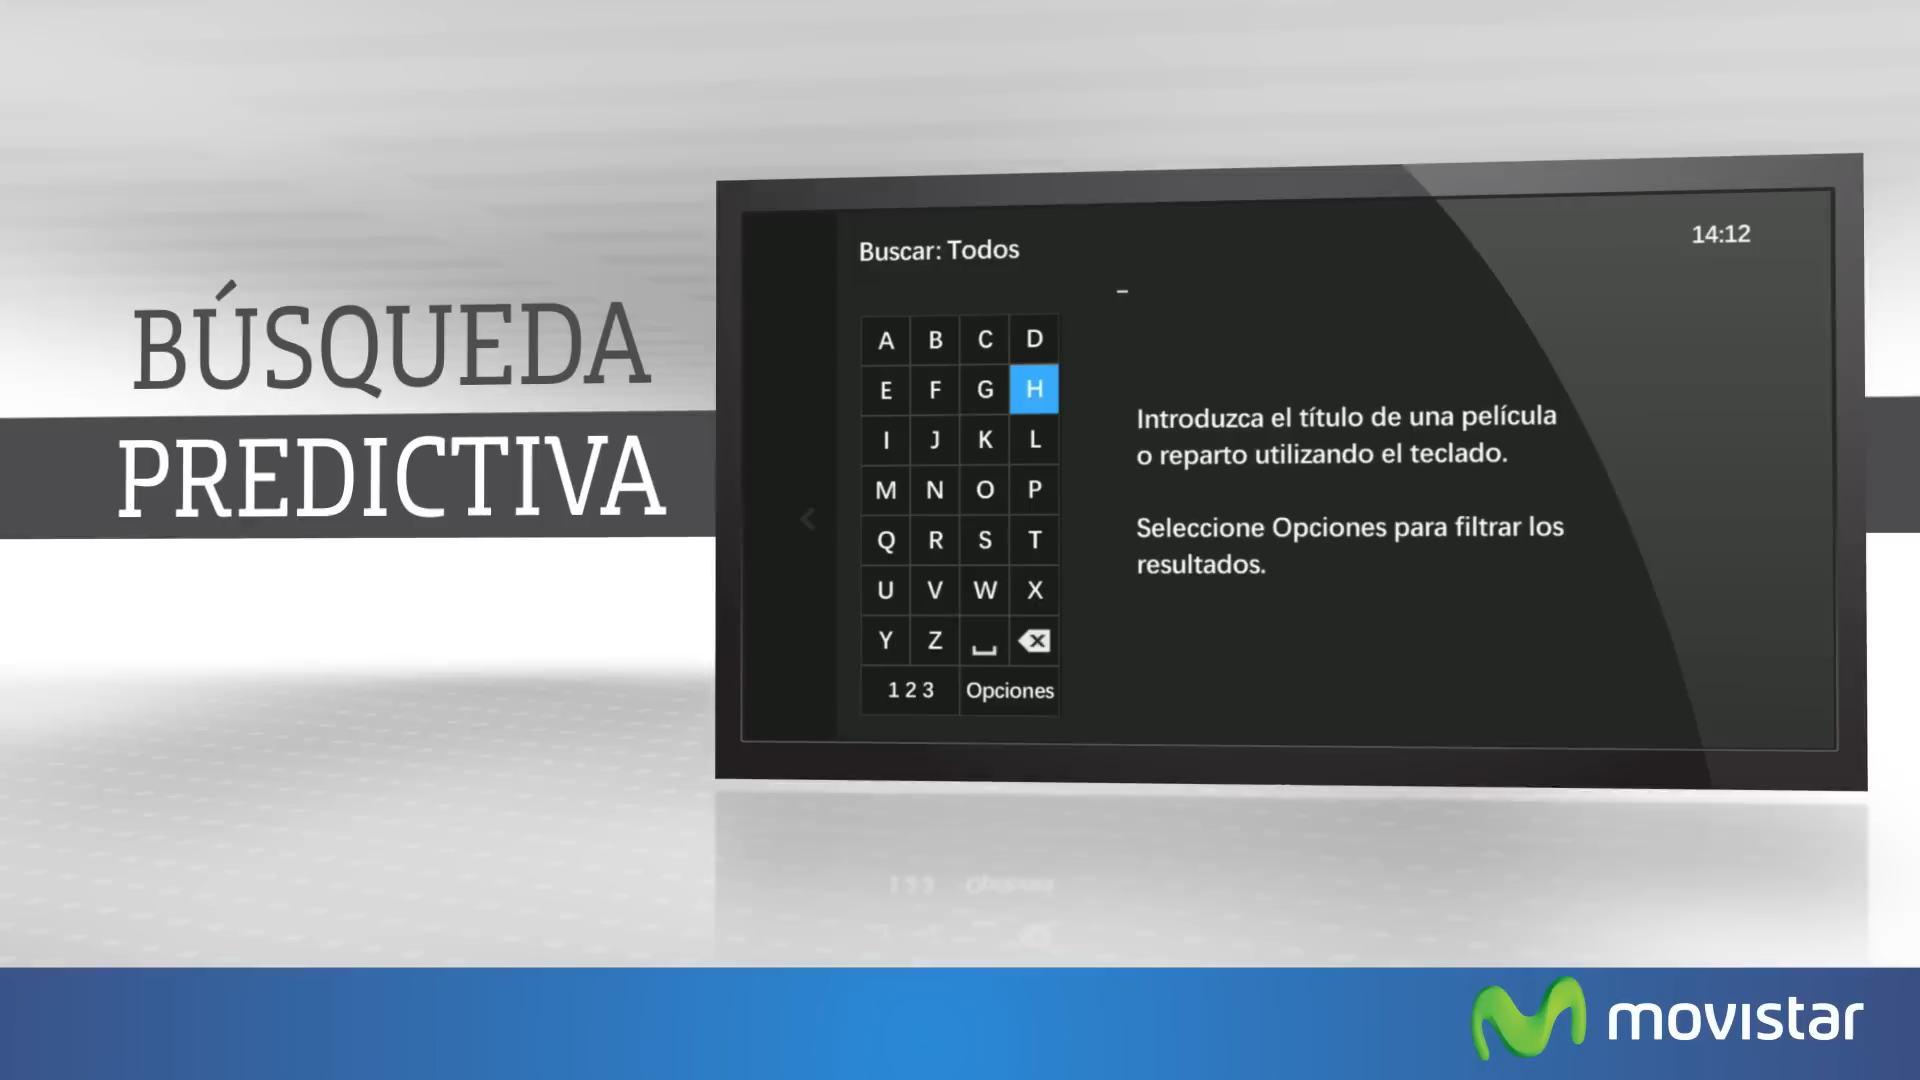 BÚSQUEDA
PREDICTIVA
Buscar: Todos
14:12
_
A B C D
E F G H
I J K L
M N O P
Q R S T
U V W X
Y Z
1 2 3 Opciones
Introduzca el título de una película
o reparto utilizando el teclado.
Seleccione Opciones para filtrar los
resultados.
movistar